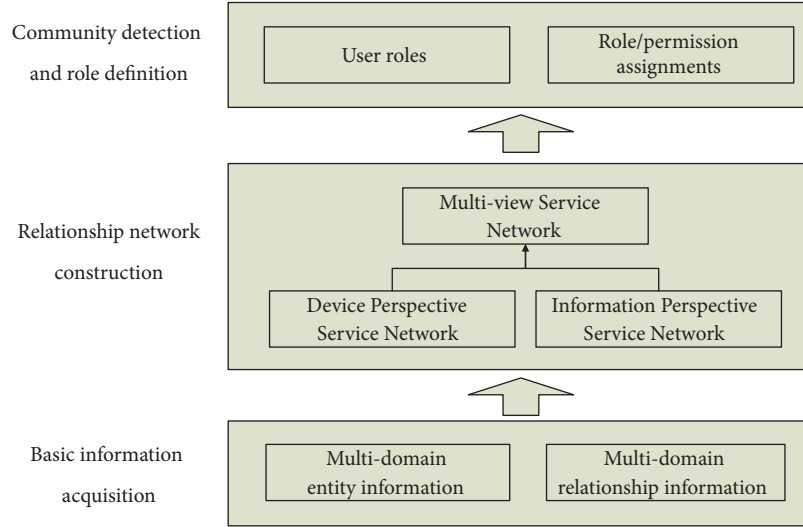 Community detection
and role definition
User roles
Role/permission
assignments
Relationship network
construction
Multi-view Service
Network
Device Perspective
Service Network
Information Perspective
Service Network
Basic information
acquisition
Multi-domain
entity information
Multi-domain
relationship information